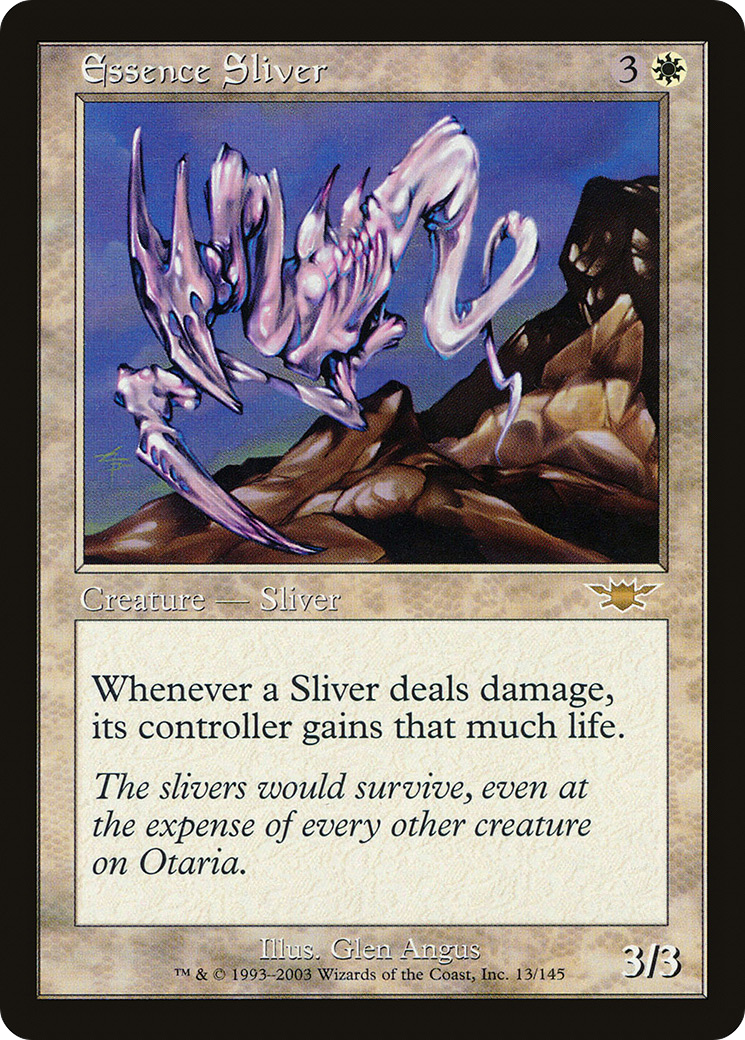 Essence Sliver 3
Creature — Sliver
Whenever a Sliver deals damage,
its controller gains that much life.
The slivers would survive, even at
the expense of every other creature
on Otaria.
Illus. Glen Angus
™ & © 1993–2003 Wizards of the Coast, Inc. 13/145
3/3